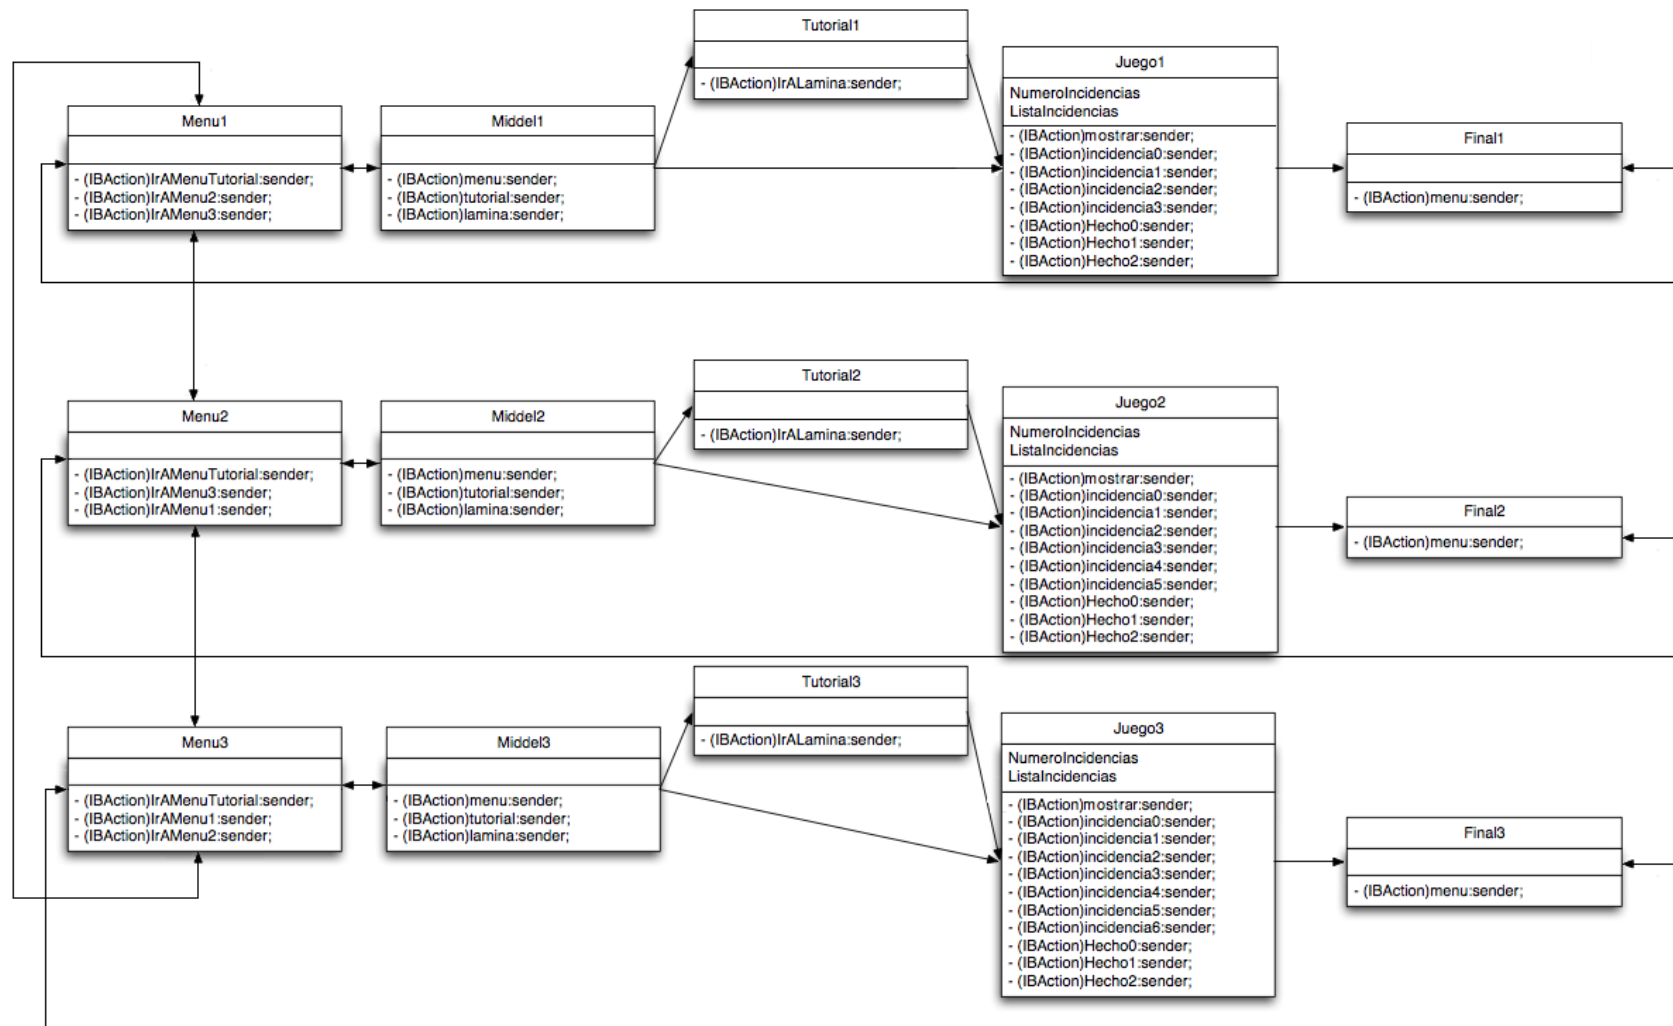 Tutorial1
- (IBAction)IrALamina:sender;
Menu1
- (IBAction)IrAMenuTutorial:sender;
- (IBAction)IrAMenu2:sender;
- (IBAction)IrAMenu3:sender;
Middel1
- (IBAction)menu:sender;
- (IBAction)tutorial:sender;
- (IBAction)lamina:sender;
Juego1
NumeroIncidencias
ListaIncidencias
- (IBAction)mostrar:sender;
- (IBAction)incidencia0:sender;
- (IBAction)incidencia1:sender;
- (IBAction)incidencia2:sender;
- (IBAction)incidencia3:sender;
- (IBAction)Hecho0:sender;
- (IBAction)Hecho1:sender;
- (IBAction)Hecho2:sender;
Final1
- (IBAction)menu:sender;
Tutorial2
- (IBAction)IrALamina:sender;
Menu2
- (IBAction)IrAMenuTutorial:sender;
- (IBAction)IrAMenu3:sender;
- (IBAction)IrAMenu1:sender;
Middel2
- (IBAction)menu:sender;
- (IBAction)tutorial:sender;
- (IBAction)lamina:sender;
Juego2
NumeroIncidencias
ListaIncidencias
- (IBAction)mostrar:sender;
- (IBAction)incidencia0:sender;
- (IBAction)incidencia1:sender;
- (IBAction)incidencia2:sender;
- (IBAction)incidencia3:sender;
- (IBAction)incidencia4:sender;
- (IBAction)incidencia5:sender;
- (IBAction)Hecho0:sender;
- (IBAction)Hecho1:sender;
- (IBAction)Hecho2:sender;
Final2
- (IBAction)menu:sender;
Tutorial3
- (IBAction)IrALamina:sender;
Menu3
- (IBAction)IrAMenuTutorial:sender;
- (IBAction)IrAMenu1:sender;
- (IBAction)IrAMenu2:sender;
Middel3
- (IBAction)menu:sender;
- (IBAction)tutorial:sender;
- (IBAction)lamina:sender;
Juego3
NumeroIncidencias
ListaIncidencias
- (IBAction)mostrar:sender;
- (IBAction)incidencia0:sender;
- (IBAction)incidencia1:sender;
- (IBAction)incidencia2:sender;
- (IBAction)incidencia3:sender;
- (IBAction)incidencia4:sender;
- (IBAction)incidencia5:sender;
- (IBAction)incidencia6:sender;
- (IBAction)Hecho0:sender;
- (IBAction)Hecho1:sender;
- (IBAction)Hecho2:sender;
Final3
- (IBAction)menu:sender;